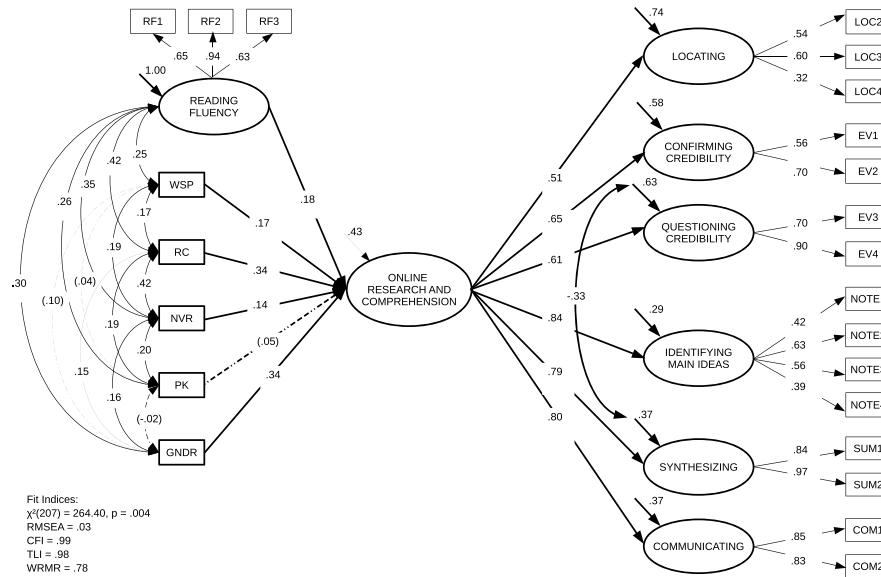 RF1 RF2 RF3
.65 .94 .63
1.00
READING
FLUENCY
.25
.42
.35
.26
.30
WSP
.17
RC
.19
.42
(.04)
(.10)
NVR
.19
.20
.15
PK
.16
(-.02)
GNDR
.18
.17
.34
.14
(.05)
.34
.43
ONLINE
RESEARCH AND
COMPREHENSION
.51
.65
.61
-.33
.84
.79
.80
.74
LOCATING
.54
.60
.32
LOC2
LOC3
LOC4
.58
CONFIRMING
CREDIBILITY
.56
.70
EV1
EV2
.63
QUESTIONING
CREDIBILITY
.70
.90
EV3
EV4
.29
IDENTIFYING
MAIN IDEAS
.42
.63
.56
.39
NOTE
NOTE
NOTE
NOTE
.37
SYNTHESIZING
.84
.97
SUM1
SUM2
.37
COMMUNICATING
.85
.83
COM1
COM2
Fit Indices:
χ²(207) = 264.40, p = .004
RMSEA = .03
CFI = .99
TLI = .98
WRMR = .78